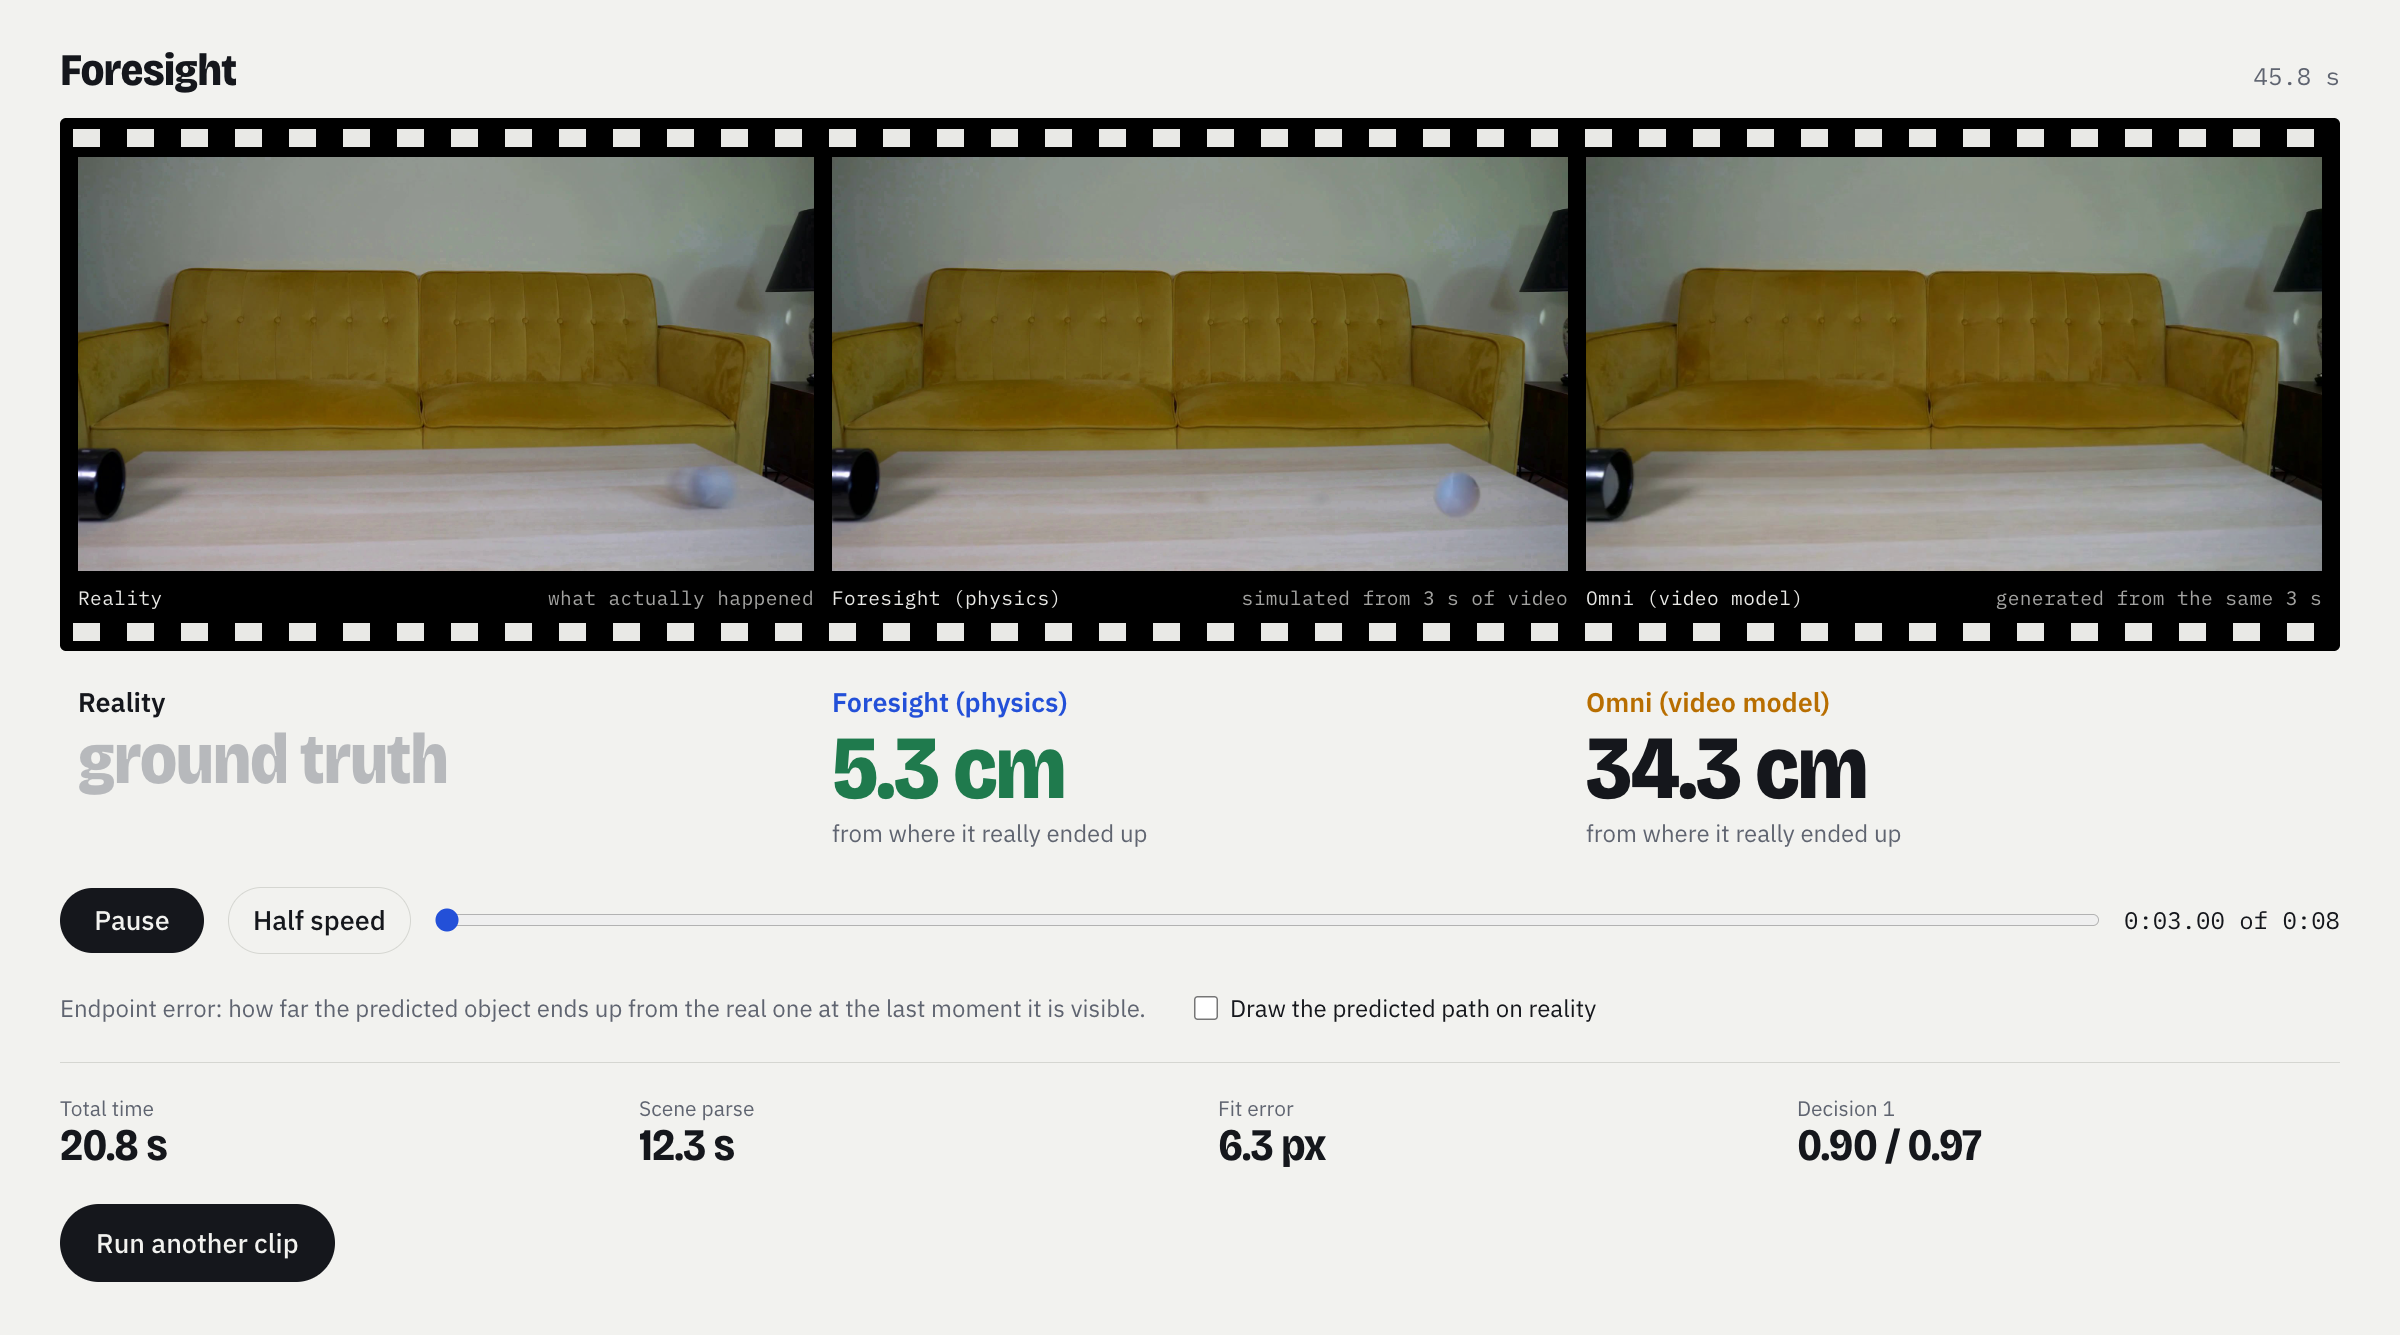 Foresight
45.8 s
Reality
what actually happened
Foresight (physics)
simulated from 3 s of video
Omni (video model)
generated from the same 3 s
Reality
ground truth
Foresight (physics)
5.3 cm
from where it really ended up
Omni (video model)
34.3 cm
from where it really ended up
Pause
Half speed
0:03.00 of 0:08
Endpoint error: how far the predicted object ends up from the real one at the last moment it is visible.
Draw the predicted path on reality
Total time
20.8 s
Scene parse
12.3 s
Fit error
6.3 px
Decision 1
0.90 / 0.97
Run another clip